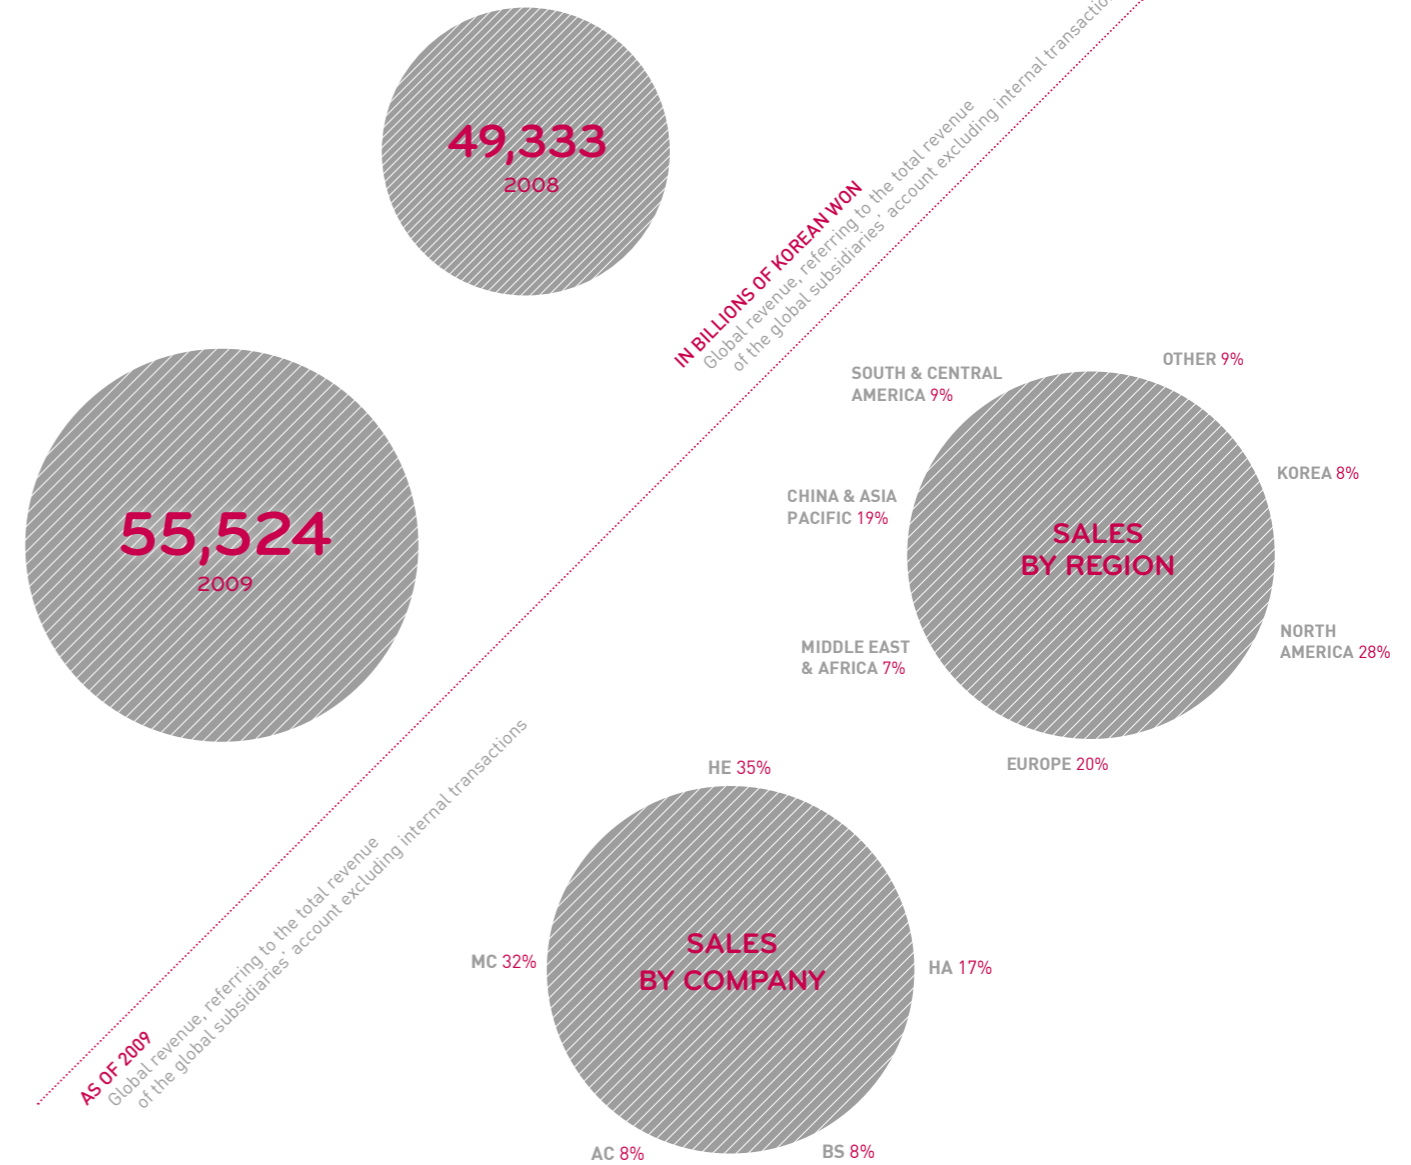 49,333
2008
IN BILLIONS OF KOREAN WON
Global revenue, referring to the total revenue
of the global subsidiaries' account excluding internal
55,524
2009
SOUTH & CENTRAL
AMERICA 9%
OTHER 9%
KOREA 8%
CHINA & ASIA
PACIFIC 19%
SALES
BY REGION
NORTH
AMERICA 28%
MIDDLE EAST
& AFRICA 7%
EUROPE 20%
AS OF 2009
Global revenue, referring to the total revenue
of the global subsidiaries' account excluding internal transactions
HE 35%
MC 32%
SALES
BY COMPANY
HA 17%
AC 8%
BS 8%